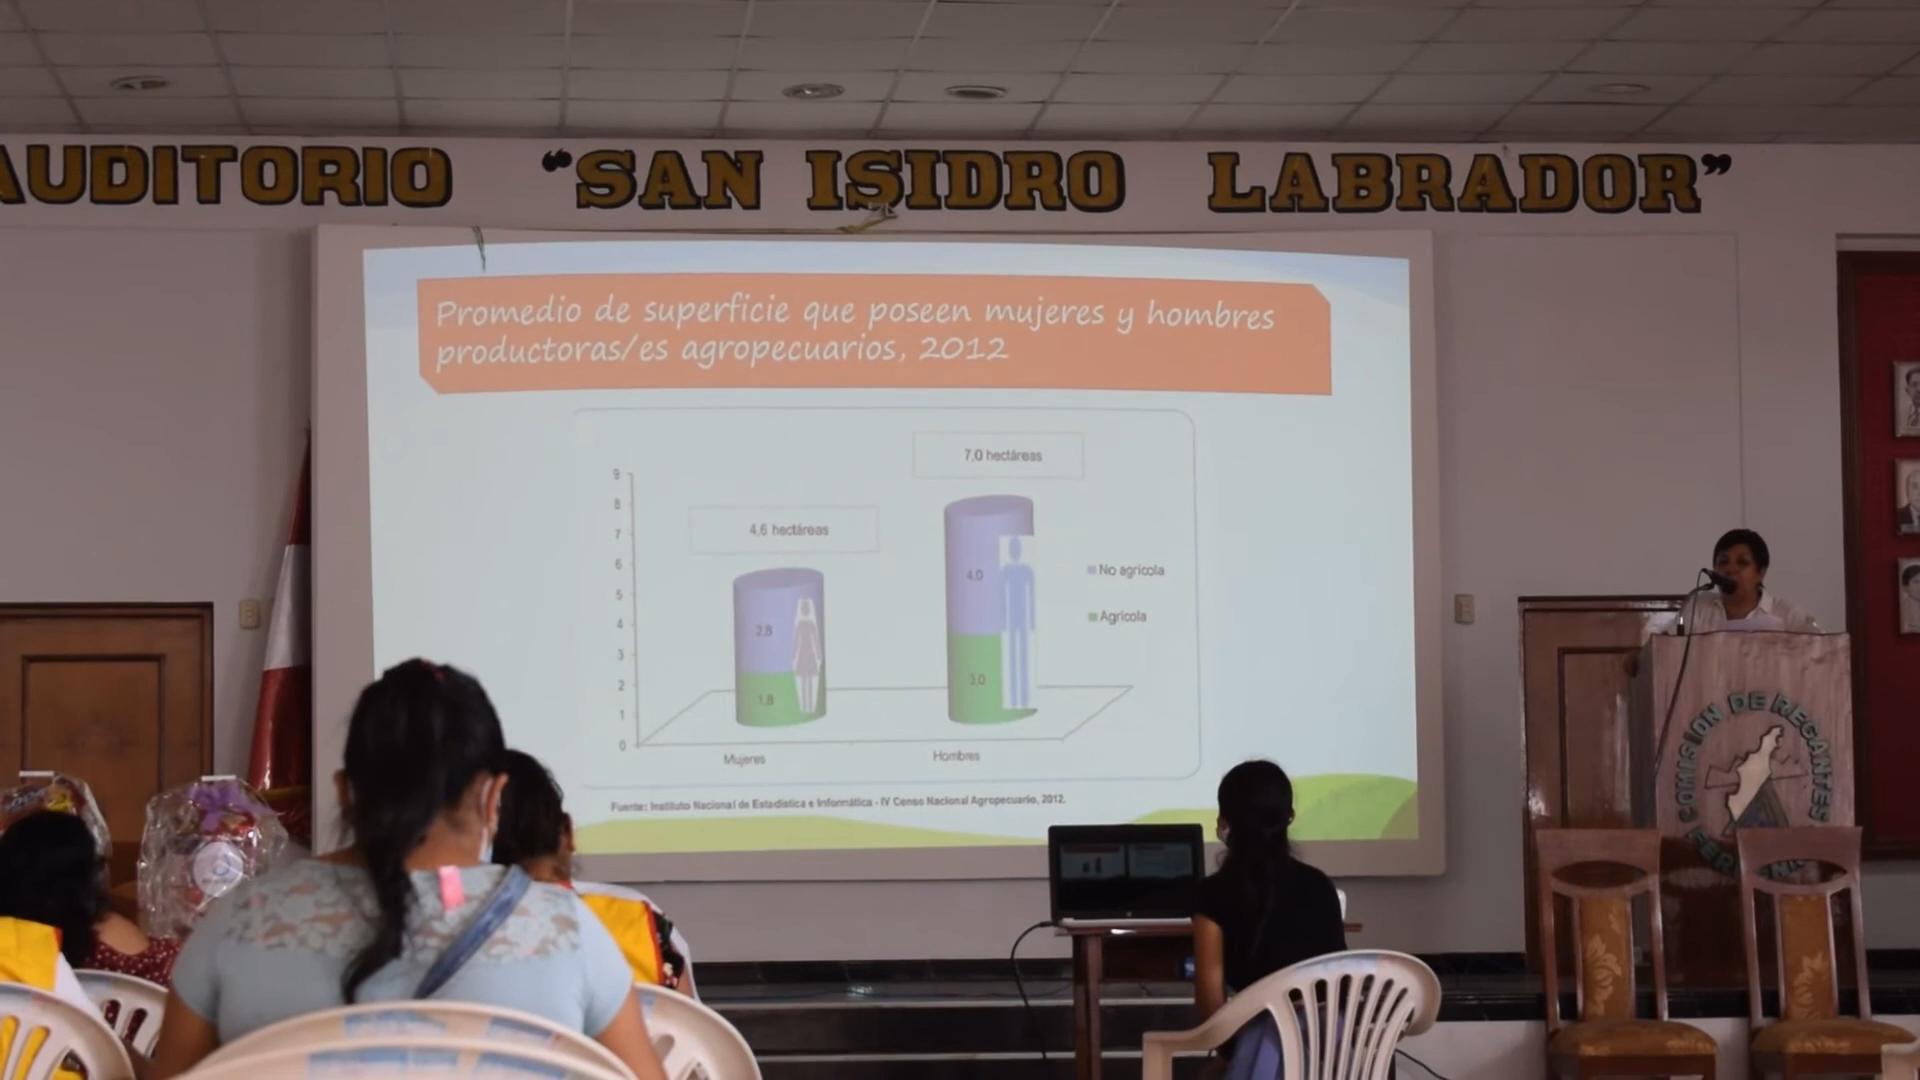 AUDITORIO “SAN ISIDRO LABRADOR”
Promedio de superficie que poseen mujeres y hombres
productoras/es agropecuarios, 2012
7,0 hectáreas
4,6 hectáreas
9
8
7
6
5
4
3
2
1
0
2,8
1,8
4,0
3,0
No agrícola
Agrícola
Mujeres
Hombres
Fuente: Instituto Nacional de Estadística e Informática - IV Censo Nacional Agropecuario, 2012.
COMISIÓN DE REGANTES